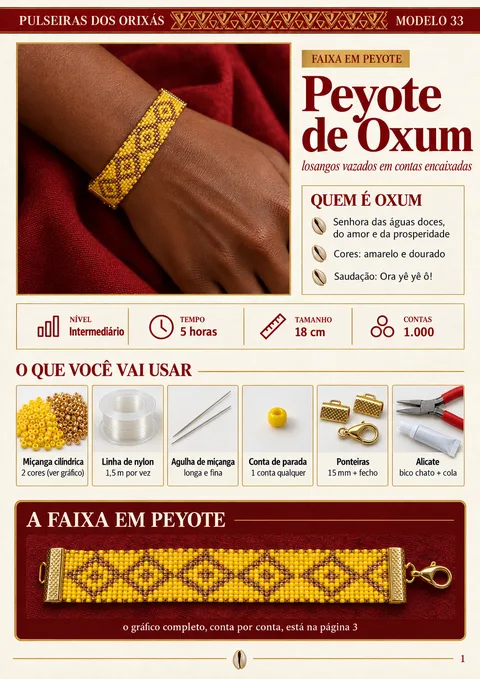 PULSEIRAS DOS ORIXÁS
MODELO 33
FAIXA EM PEYOTE
Peyote
de Oxum
losangos vazados em contas encaixadas
QUEM É OXUM
Senhora das águas doces,
do amor e da prosperidade
Cores: amarelo e dourado
Saudação: Ora yê yê ô!
NÍVEL
Intermediário
TEMPO
5 horas
TAMANHO
18 cm
CONTAS
1.000
O QUE VOCÊ VAI USAR
Miçanga cilíndrica
2 cores (ver gráfico)
Linha de nylon
1,5 m por vez
Agulha de miçanga
longa e fina
Conta de parada
1 conta qualquer
Ponteiras
15 mm + fecho
Alicate
bico chato + cola
A FAIXA EM PEYOTE
o gráfico completo, conta por conta, está na página 3
1